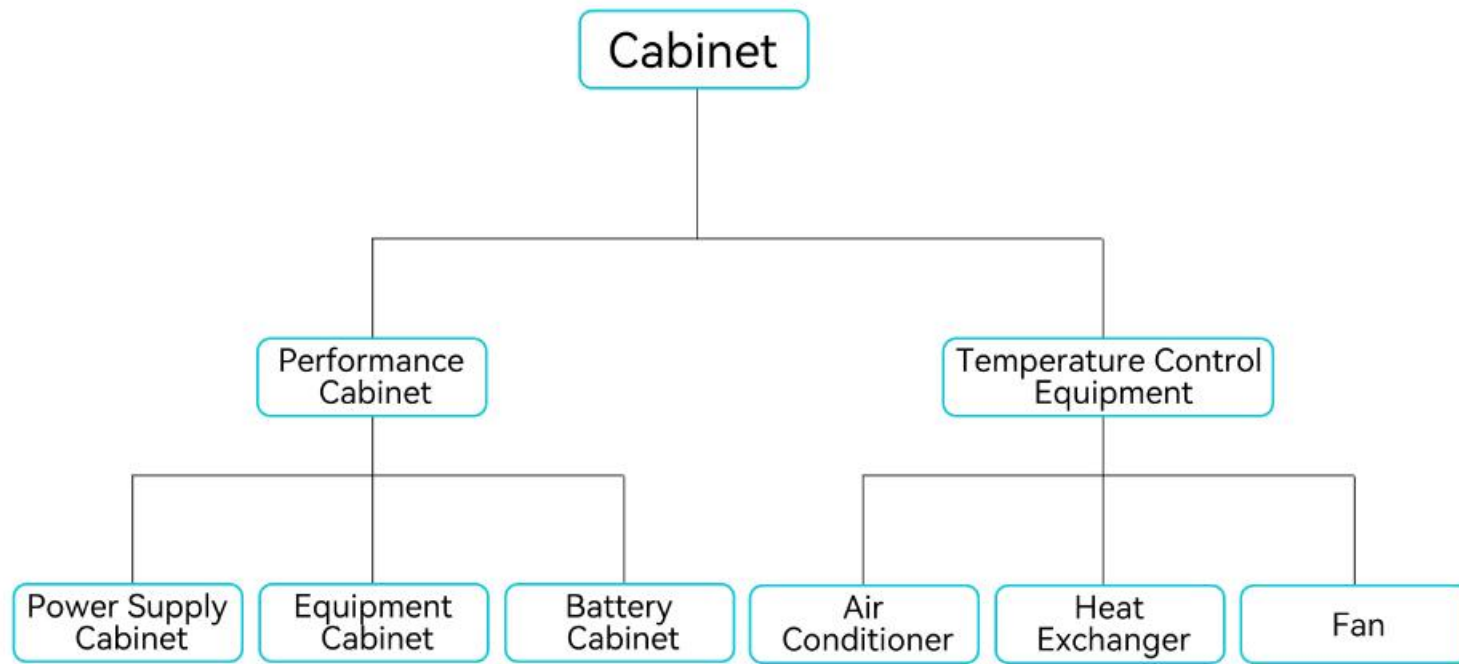 Cabinet
Performance
Cabinet
Temperature Control
Equipment
Power Supply
Cabinet
Equipment
Cabinet
Battery
Cabinet
Air
Conditioner
Heat
Exchanger
Fan